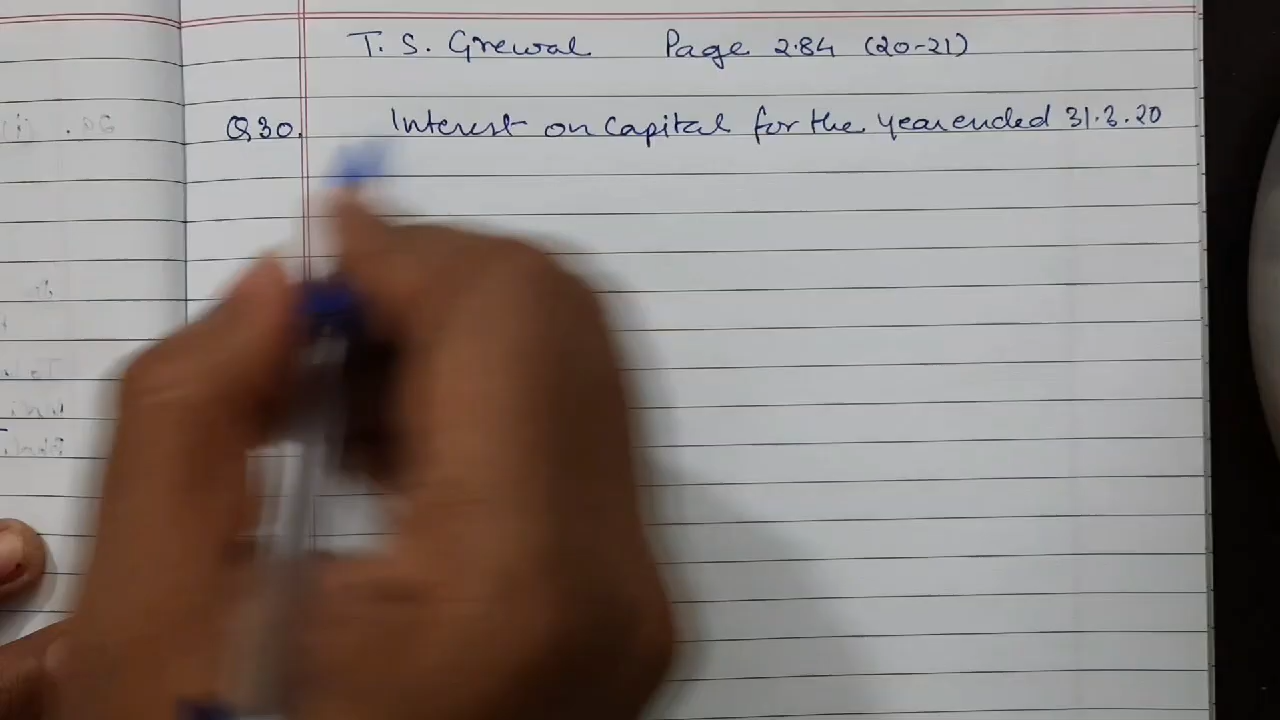 T. S. Grewal Page 2.84 (20-21)
Q30. Interest on Capital for the year ended 31.3.20